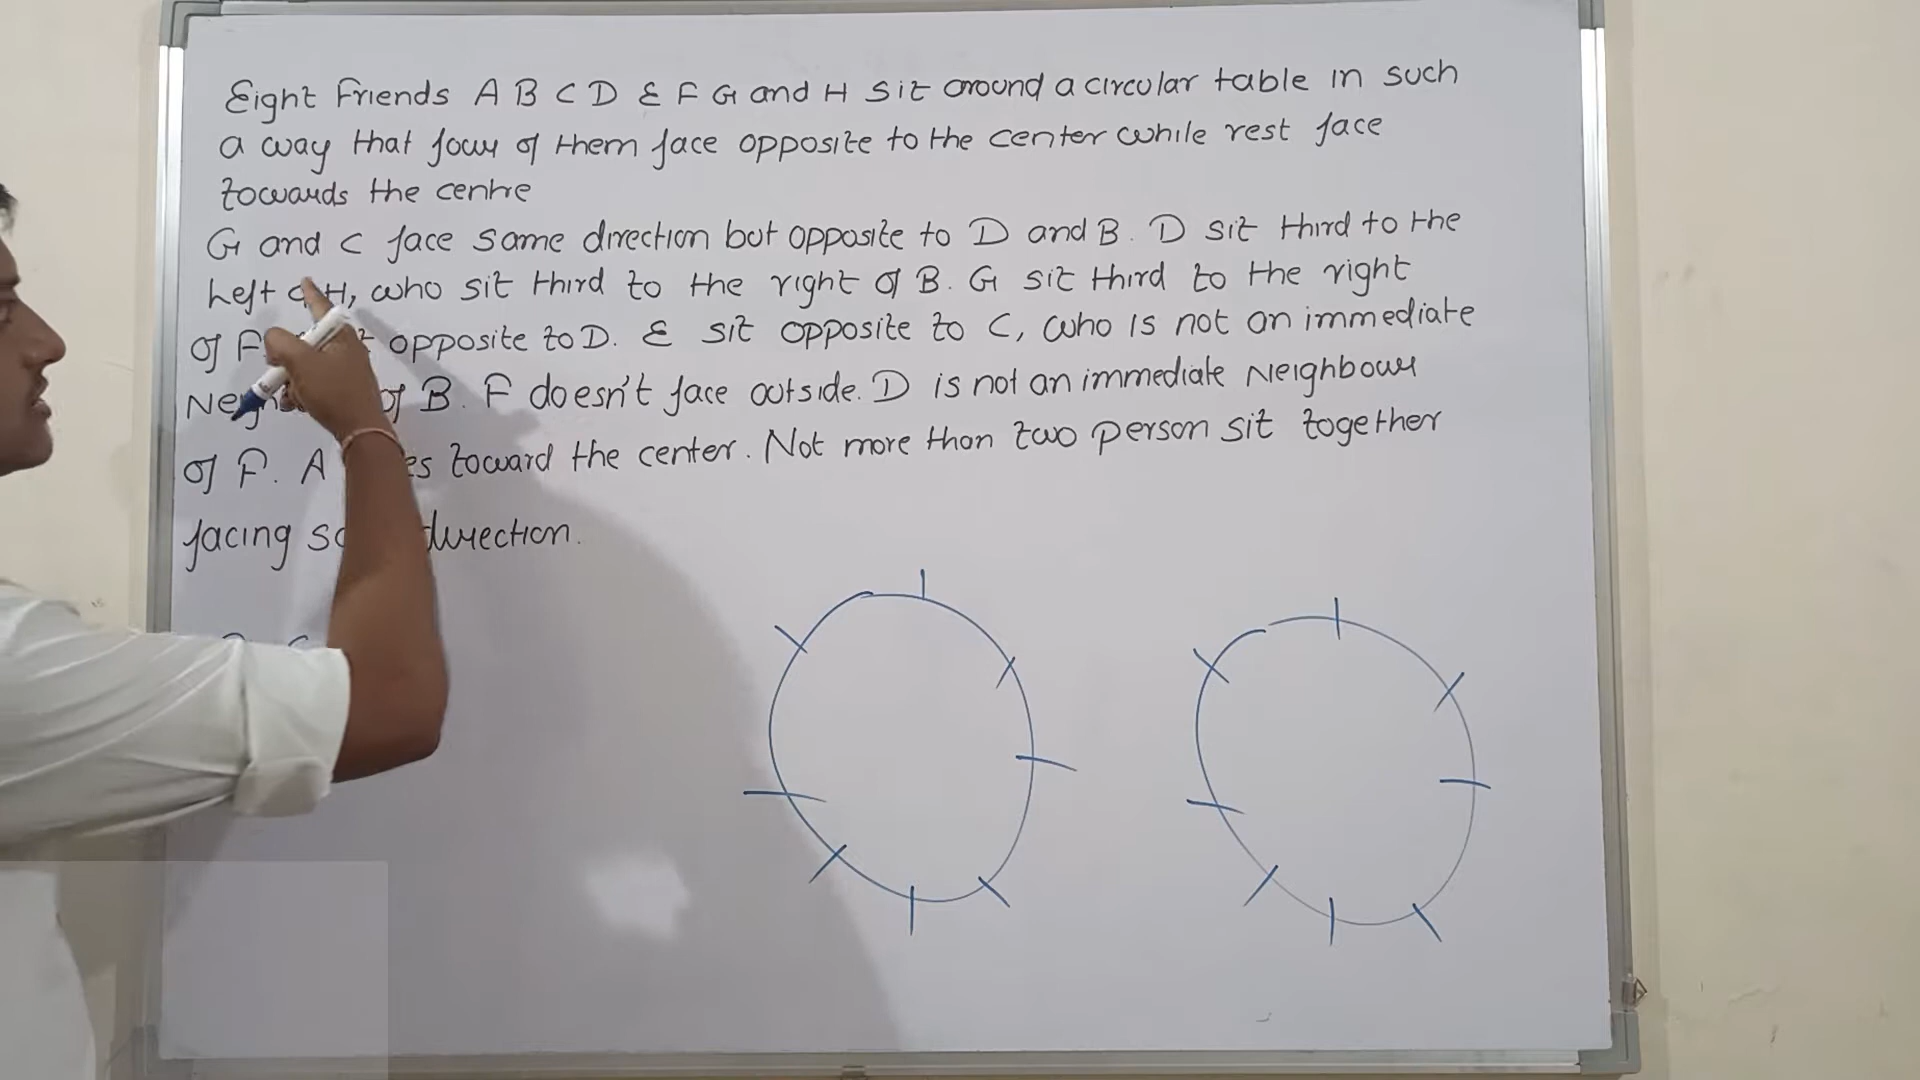 Eight Friends A B C D E F G and H Sit around a circular table in such
a way that four of them face opposite to the center while rest face
towards the centre
G and C face same direction but opposite to D and B. D sit third to the
Left H, who sit third to the right of B. G sit third to the right
of F opposite to D. E sit opposite to C, who is not an immediate
of B. F doesn't face outside. D is not an immediate Neighbour
of F. A toward the center. Not more than two person sit together
facing direction.